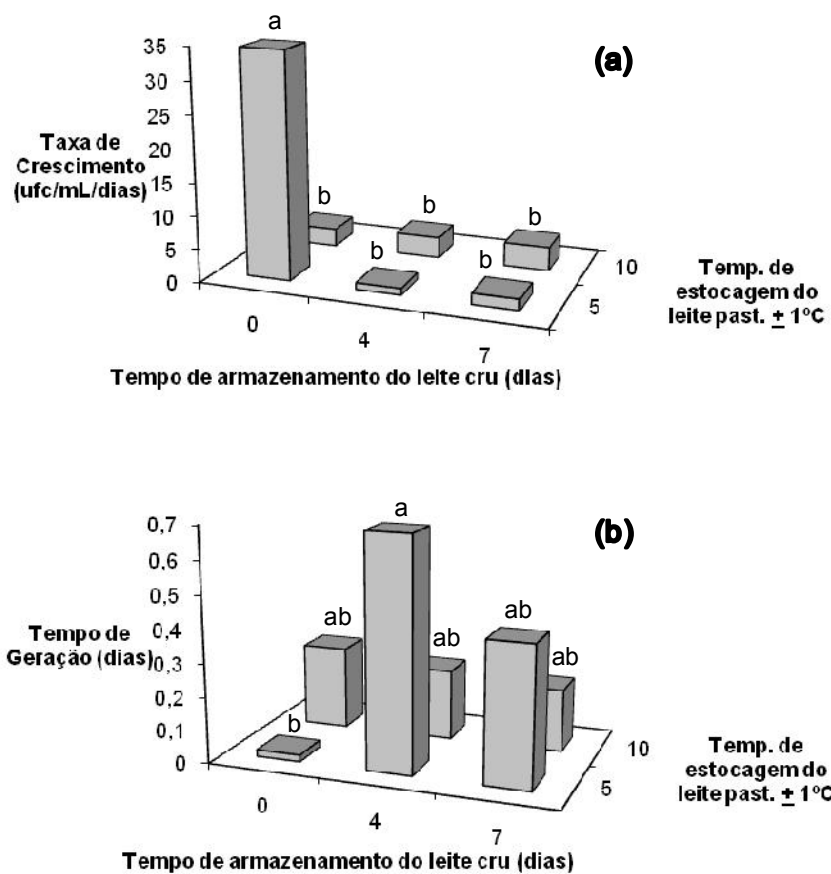 a
(a)
35
30
25
20
15
10
5
0
Taxa de
Crescimento
(ufc/mL/dias)
b
b
b
b
b
10
5
Temp. de
estocagem do
leite past. ± 1ºC
0
4
7
Tempo de armazenamento do leite cru (dias)
(b)
0,7
0,6
0,5
0,4
0,3
0,2
0,1
0
Tempo de
Geração (dias)
a
ab
ab
ab
ab
b
10
5
Temp. de
estocagem do
leite past. ± 1ºC
0
4
7
Tempo de armazenamento do leite cru (dias)